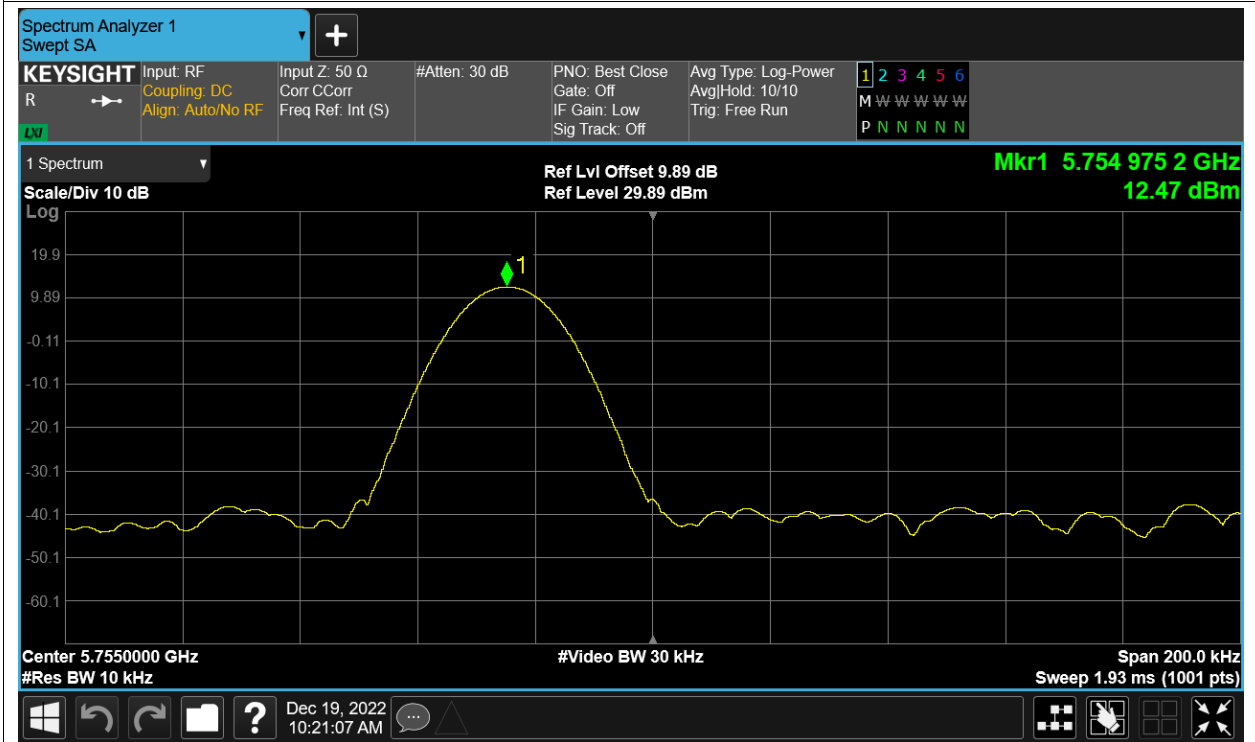 Spectrum Analyzer 1
Swept SA
+
KEYSIGHT
R
LXI
Input: RF
Coupling: DC
Align: Auto/No RF
Input Z: 50 Ω
Corr CCorr
Freq Ref: Int (S)
#Atten: 30 dB
PNO: Best Close
Gate: Off
IF Gain: Low
Sig Track: Off
Avg Type: Log-Power
Avg|Hold: 10/10
Trig: Free Run
1 2 3 4 5 6
M W W W W W
P N N N N N
1 Spectrum
Scale/Div 10 dB
Ref Lvl Offset 9.89 dB
Ref Level 29.89 dBm
Mkr1 5.754 975 2 GHz
12.47 dBm
Log
19.9
9.89
-0.11
-10.1
-20.1
-30.1
-40.1
-50.1
-60.1
1
Center 5.7550000 GHz
#Res BW 10 kHz
#Video BW 30 kHz
Span 200.0 kHz
Sweep 1.93 ms (1001 pts)
?
Dec 19, 2022
10:21:07 AM